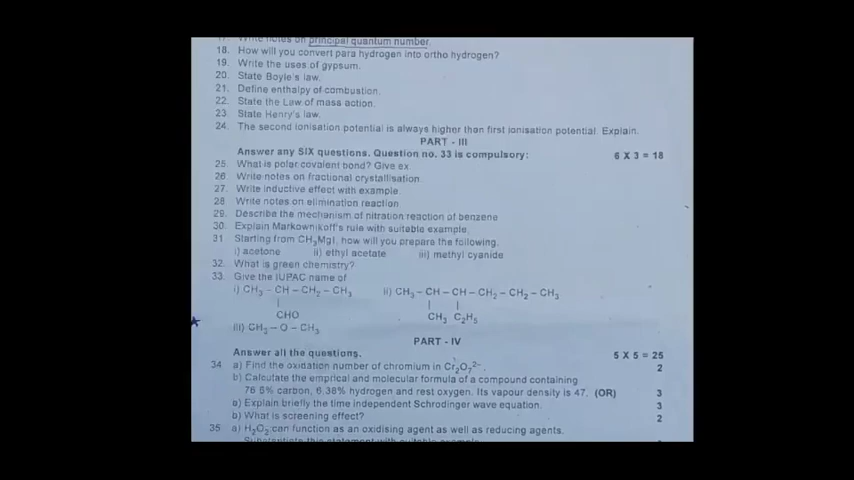 17. Write notes on principal quantum number.
18. How will you convert para hydrogen into ortho hydrogen?
19. Write the uses of gypsum.
20. State Boyle's law.
21. Define enthalpy of combustion.
22. State the Law of mass action.
23. State Henry's law.
24. The second ionisation potential is always higher than first ionisation potential. Explain.
PART - III
Answer any SIX questions. Question no. 33 is compulsory: 6 X 3 = 18
25. What is polar covalent bond? Give ex
26. Write notes on fractional crystallisation.
27. Write inductive effect with example.
28. Write notes on elimination reaction.
29. Describe the mechanism of nitration reaction of benzene
30. Explain Markownikoff's rule with suitable example.
31. Starting from CH₃MgI, how will you prepare the following.
i) acetone ii) ethyl acetate iii) methyl cyanide
32. What is green chemistry?
33. Give the IUPAC name of
i) CH₃ – CH – CH₂ – CH₃ ii) CH₃ – CH – CH – CH₂ – CH₂ – CH₃
CHO CH₃ C₂H₅
iii) CH₃ – O – CH₃
PART - IV
Answer all the questions. 5 X 5 = 25
34 a) Find the oxidation number of chromium in Cr₂O₇²⁻. 2
b) Calculate the emprical and molecular formula of a compound containing
76.6% carbon, 6.38% hydrogen and rest oxygen. Its vapour density is 47. (OR) 3
a) Explain briefly the time independent Schrodinger wave equation. 3
b) What is screening effect? 2
35 a) H₂O₂ can function as an oxidising agent as well as reducing agents.
Substantiate this statement with suitable example.